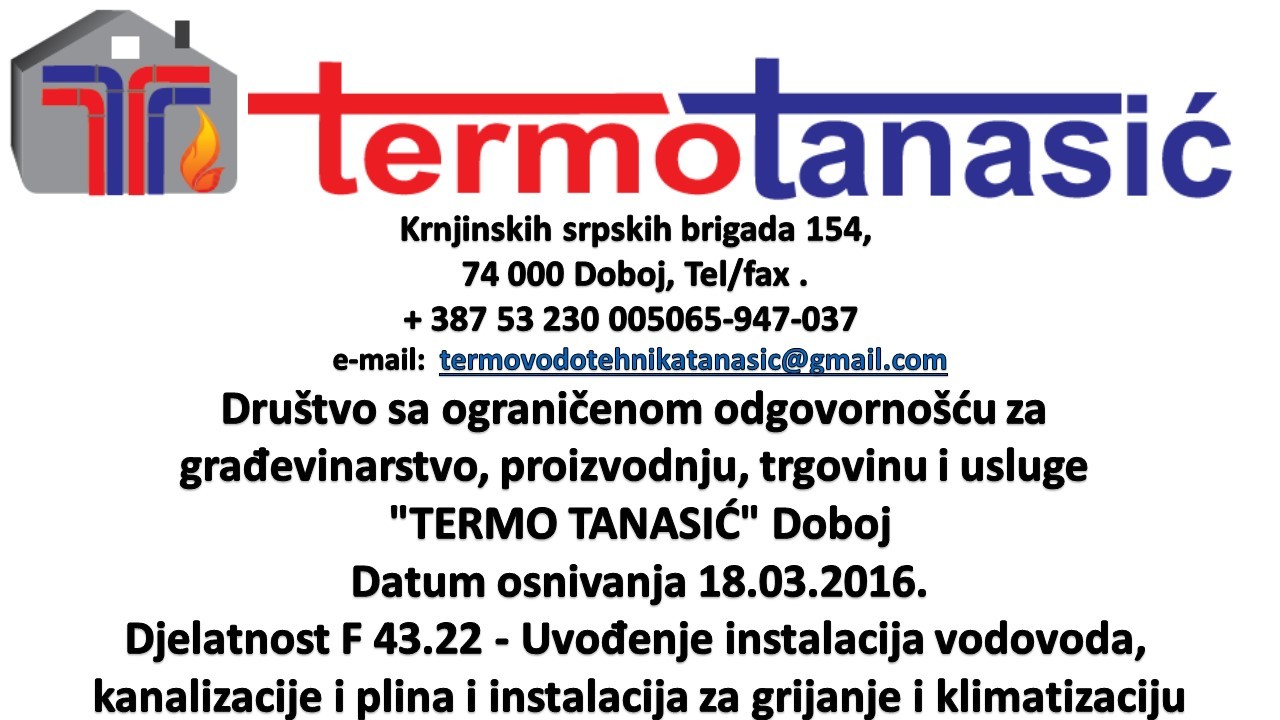 termotanasić
Krnjinskih srpskih brigada 154,
74 000 Doboj, Tel/fax .
+ 387 53 230 005065-947-037
e-mail: termovodotehnikatanasic@gmail.com
Društvo sa ograničenom odgovornošću za
građevinarstvo, proizvodnju, trgovinu i usluge
"TERMO TANASIĆ" Doboj
Datum osnivanja 18.03.2016.
Djelatnost F 43.22 - Uvođenje instalacija vodovoda,
kanalizacije i plina i instalacija za grijanje i klimatizaciju